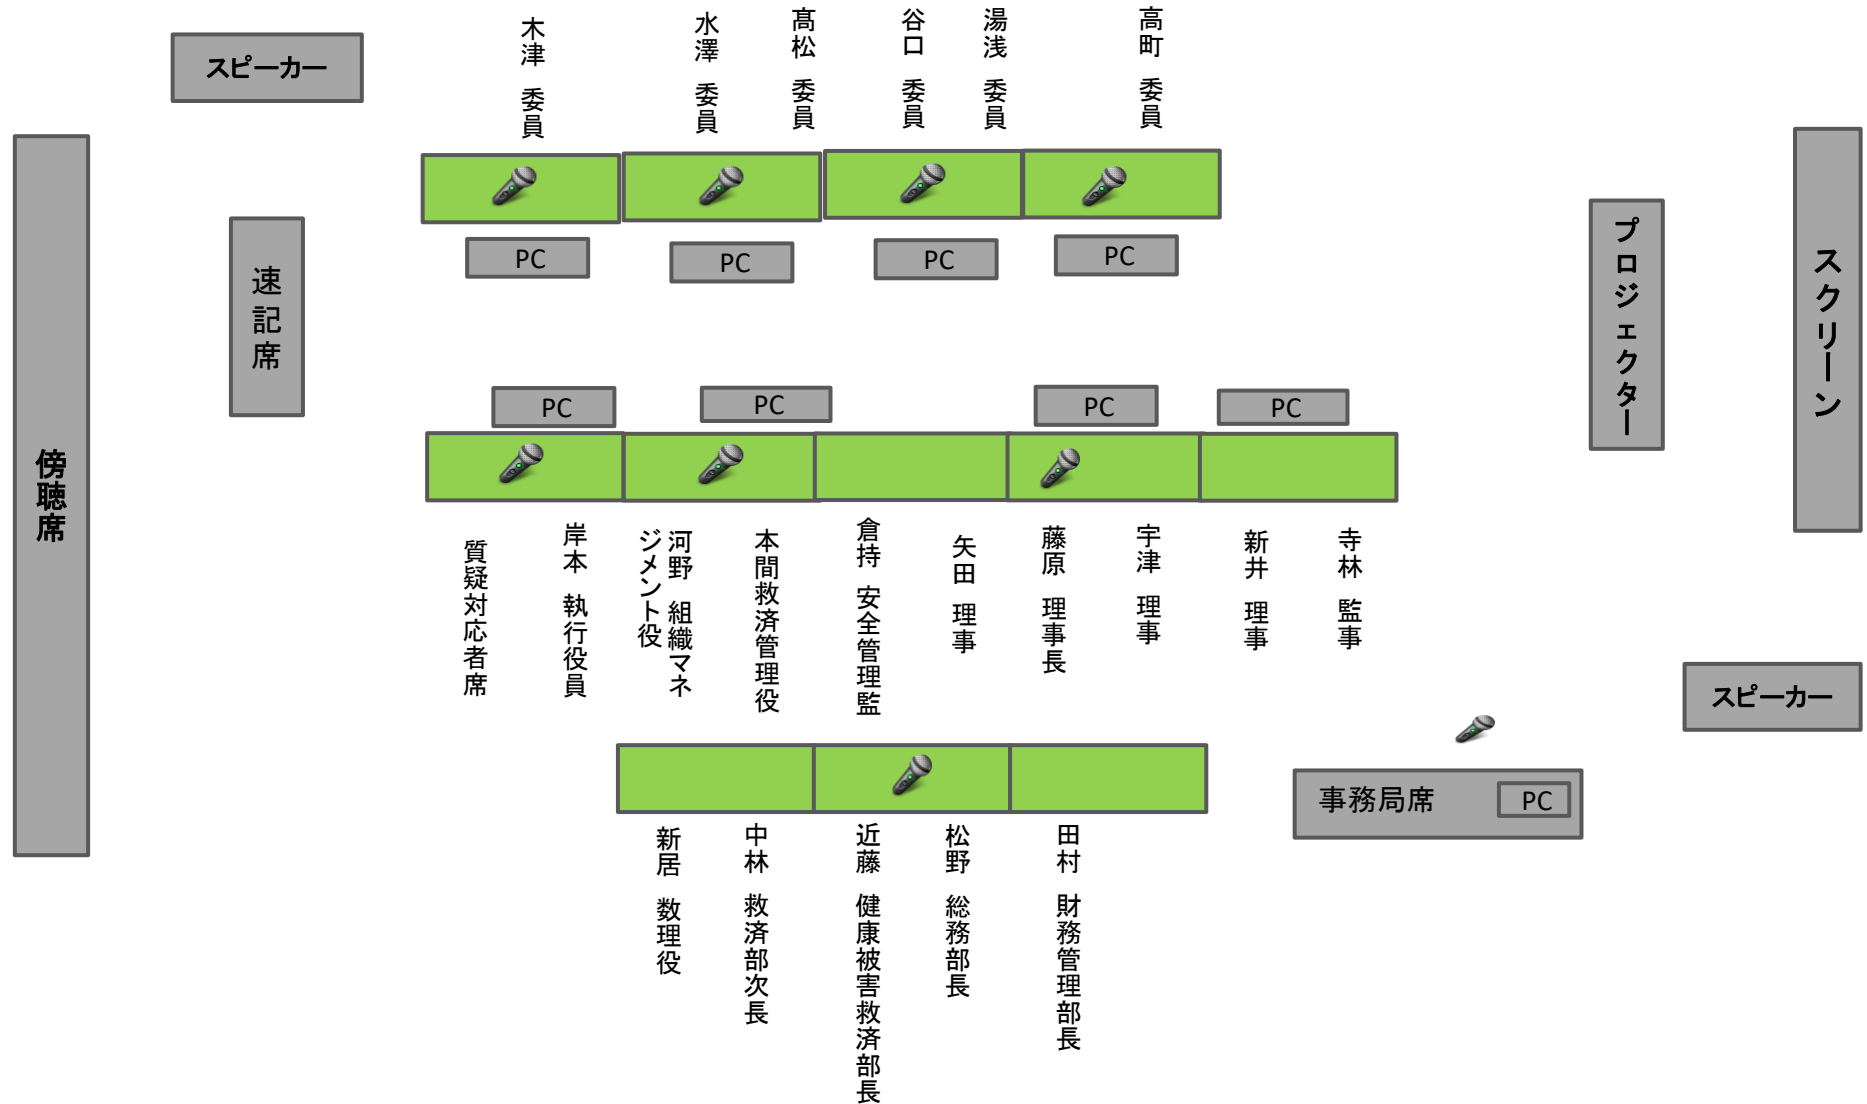 スピーカー
木津 委員
水澤 委員
髙松 委員
谷口 委員
湯浅 委員
高町 委員
PC
PC
PC
PC
速記席
傍聴席
プロジェクター
スクリーン
PC
PC
PC
PC
質疑対応者席
岸本 執行役員
河野 組織マネ
ジメント役
本間救済管理役
倉持 安全管理監
矢田 理事
藤原 理事長
宇津 理事
新井 理事
寺林 監事
スピーカー
事務局席
PC
新居 数理役
中林 救済部次長
近藤 健康被害救済部長
松野 総務部長
田村 財務管理部長